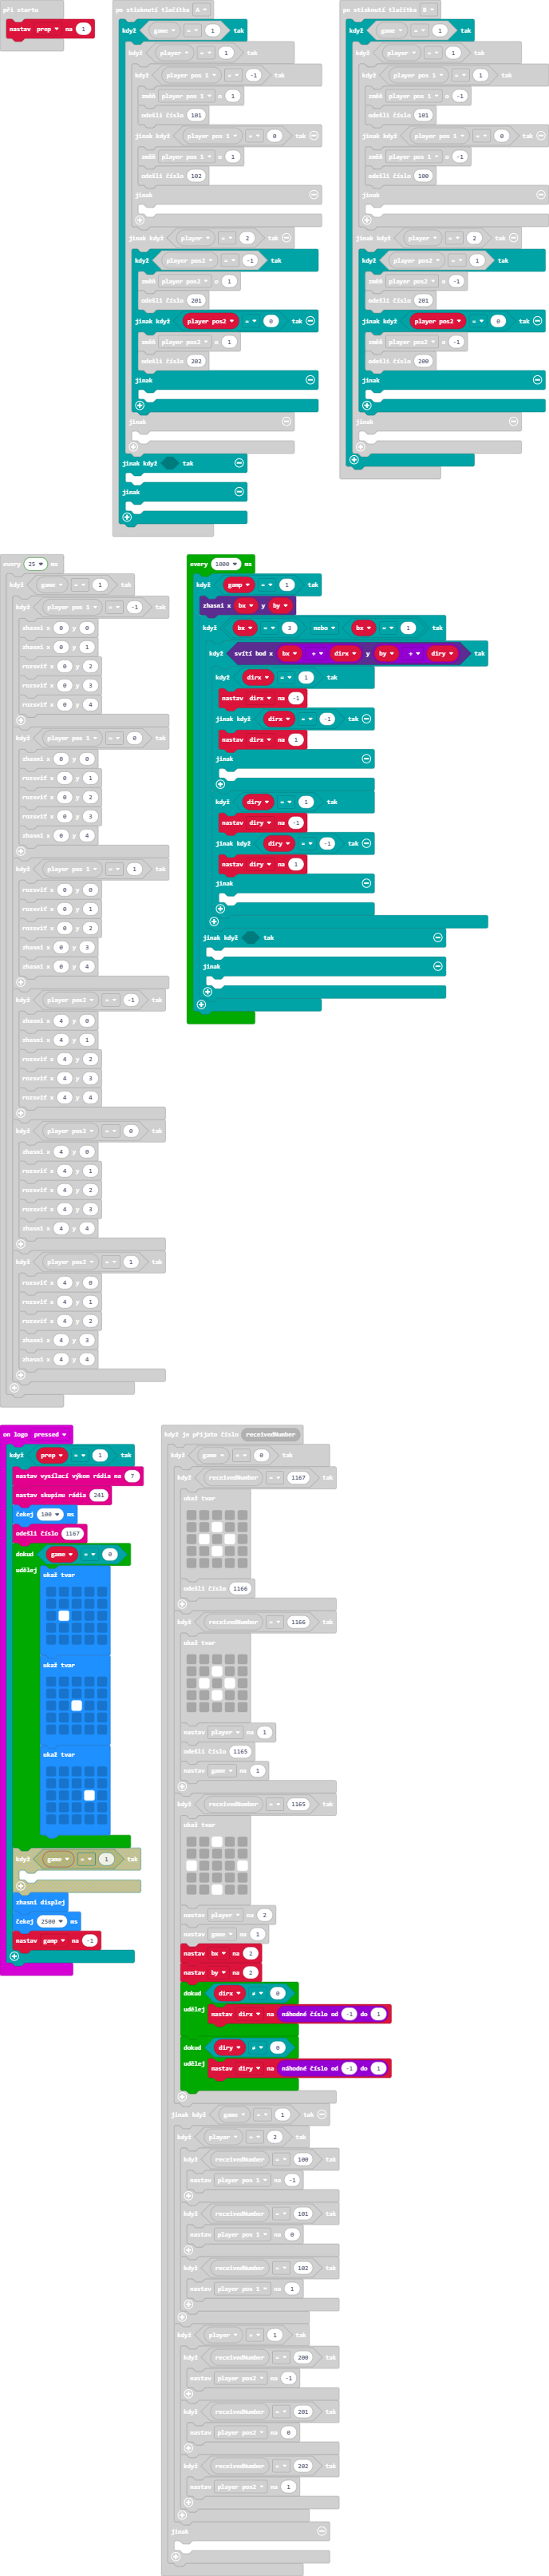 při startu
nastav prep na 1
po stisknutí tlačítka A
když game = 1 tak
když player = 1 tak
když player pos 1 = -1 tak
změň player pos 1 o 1
odešli číslo 101
jinak když player pos 1 = 0 tak
změň player pos 1 o 1
odešli číslo 102
jinak
jinak když player = 2 tak
když player pos2 = -1 tak
změň player pos2 o 1
odešli číslo 201
jinak když player pos2 = 0 tak
změň player pos2 o 1
odešli číslo 202
jinak
jinak
jinak když tak
jinak
po stisknutí tlačítka B
když game = 1 tak
když player = 1 tak
když player pos 1 = 1 tak
změň player pos 1 o -1
odešli číslo 101
jinak když player pos 1 = 0 tak
změň player pos 1 o -1
odešli číslo 100
jinak
jinak když player = 2 tak
když player pos2 = 1 tak
změň player pos2 o -1
odešli číslo 201
jinak když player pos2 = 0 tak
změň player pos2 o -1
odešli číslo 200
jinak
jinak
every 25 ms
když game = 1 tak
když player pos 1 = -1 tak
zhasni x 0 y 0
zhasni x 0 y 1
rozsviť x 0 y 2
rozsviť x 0 y 3
rozsviť x 0 y 4
když player pos 1 = 0 tak
zhasni x 0 y 0
rozsviť x 0 y 1
rozsviť x 0 y 2
rozsviť x 0 y 3
zhasni x 0 y 4
když player pos 1 = 1 tak
rozsviť x 0 y 0
rozsviť x 0 y 1
rozsviť x 0 y 2
zhasni x 0 y 3
zhasni x 0 y 4
když player pos2 = -1 tak
zhasni x 4 y 0
zhasni x 4 y 1
rozsviť x 4 y 2
rozsviť x 4 y 3
rozsviť x 4 y 4
když player pos2 = 0 tak
zhasni x 4 y 0
rozsviť x 4 y 1
rozsviť x 4 y 2
rozsviť x 4 y 3
zhasni x 4 y 4
když player pos2 = 1 tak
rozsviť x 4 y 0
rozsviť x 4 y 1
rozsviť x 4 y 2
zhasni x 4 y 3
zhasni x 4 y 4
every 1000 ms
když gamp = 1 tak
zhasni x bx y by
když bx = 3 nebo bx = 1 tak
když svítí bod x bx + dirx y by + diry tak
když dirx = 1 tak
nastav dirx na -1
jinak když dirx = -1 tak
nastav dirx na 1
jinak
když diry = 1 tak
nastav diry na -1
jinak když diry = -1 tak
nastav diry na 1
jinak
jinak když tak
jinak
on logo pressed
když prep = 1 tak
nastav vysílací výkon rádia na 7
nastav skupinu rádia 241
čekej 100 ms
odešli číslo 1167
dokud game = 0
udělej
ukaž tvar
ukaž tvar
ukaž tvar
když game = 1 tak
zhasni displej
čekej 2500 ms
nastav gamp na -1
když je přijato číslo receivedNumber
když game = 0 tak
když receivedNumber = 1167 tak
ukaž tvar
odešli číslo 1166
když receivedNumber = 1166 tak
ukaž tvar
nastav player na 1
odešli číslo 1165
nastav game na 1
když receivedNumber = 1165 tak
ukaž tvar
nastav player na 2
nastav game na 1
nastav bx na 2
nastav by na 2
dokud dirx ≠ 0
udělej nastav dirx na náhodné číslo od -1 do 1
dokud diry ≠ 0
udělej nastav diry na náhodné číslo od -1 do 1
jinak když game = 1 tak
když player = 2 tak
když receivedNumber = 100 tak
nastav player pos 1 na -1
když receivedNumber = 101 tak
nastav player pos 1 na 0
když receivedNumber = 102 tak
nastav player pos 1 na 1
když player = 1 tak
když receivedNumber = 200 tak
nastav player pos2 na -1
když receivedNumber = 201 tak
nastav player pos2 na 0
když receivedNumber = 202 tak
nastav player pos2 na 1
jinak